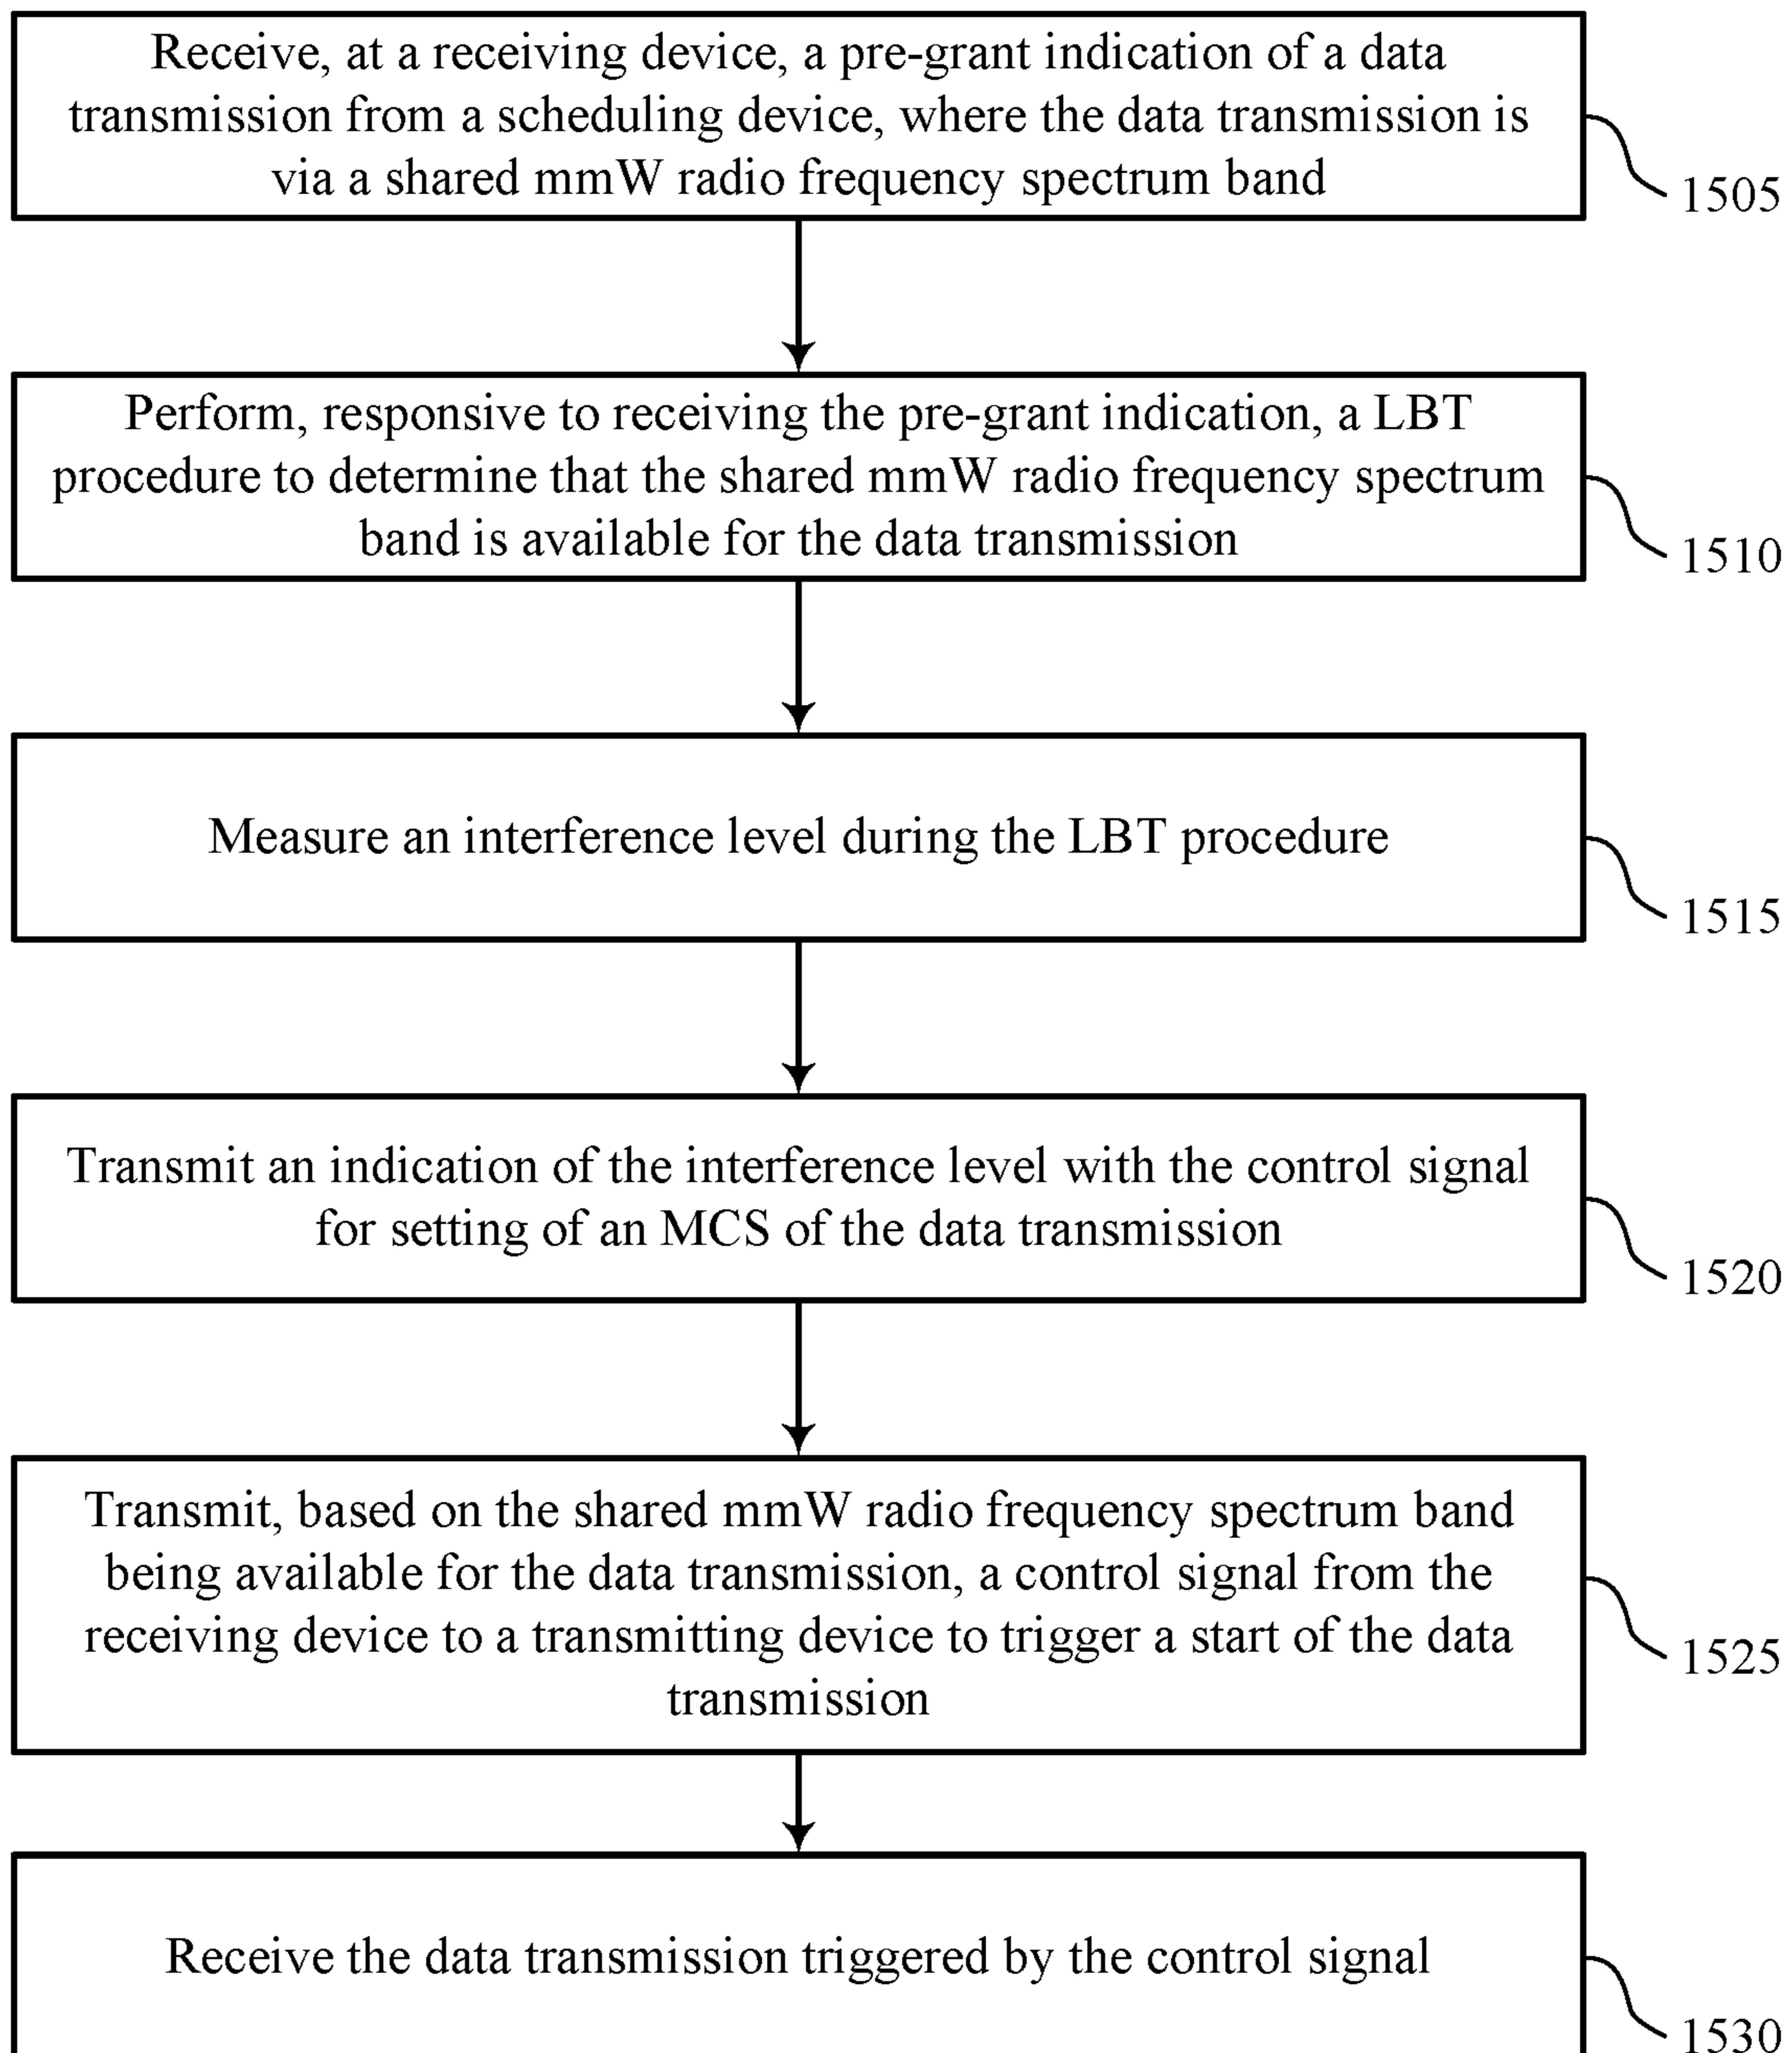 Receive, at a receiving device, a pre-grant indication of a data
transmission from a scheduling device, where the data transmission is
via a shared mmW radio frequency spectrum band
1505
Perform, responsive to receiving the pre-grant indication, a LBT
procedure to determine that the shared mmW radio frequency spectrum
band is available for the data transmission
1510
Measure an interference level during the LBT procedure
1515
Transmit an indication of the interference level with the control signal
for setting of an MCS of the data transmission
1520
Transmit, based on the shared mmW radio frequency spectrum band
being available for the data transmission, a control signal from the
receiving device to a transmitting device to trigger a start of the data
transmission
1525
Receive the data transmission triggered by the control signal
1530